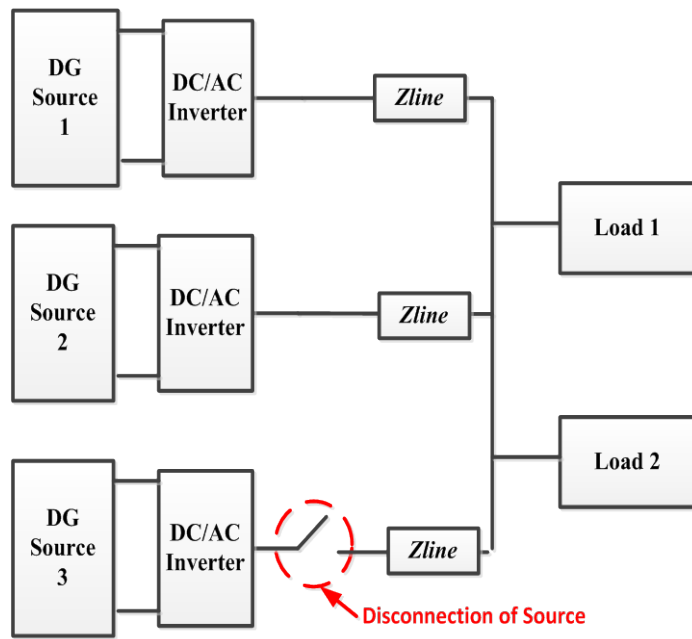 DG
Source
1
DC/AC
Inverter
Zline
Load 1
DG
Source
2
DC/AC
Inverter
Zline
Load 2
DG
Source
3
DC/AC
Inverter
Zline
Disconnection of Source